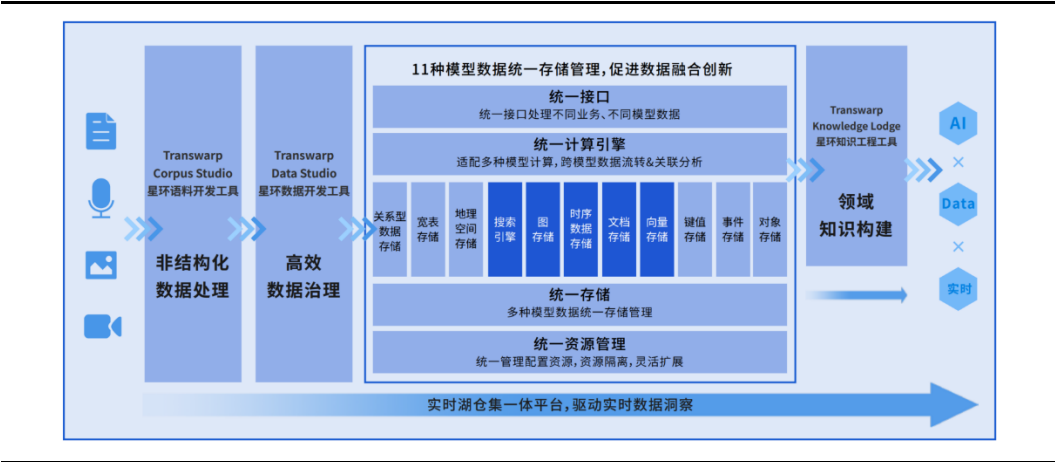 Transwarp
Corpus Studio
星环语料开发工具
非结构化
数据处理
Transwarp
Data Studio
星环数据开发工具
高效
数据治理
11种模型数据统一存储管理,促进数据融合创新
统一接口
统一接口处理不同业务、不同模型数据
统一计算引擎
适配多种模型计算,跨模型数据流转&关联分析
关系型
数据
存储
宽表
存储
地理
空间
存储
搜索
引擎
图
存储
时序
数据
存储
文档
存储
向量
存储
键值
存储
事件
存储
对象
存储
统一存储
多种模型数据统一存储管理
统一资源管理
统一管理配置资源,资源隔离,灵活扩展
Transwarp
Knowledge Lodge
星环知识工程工具
领域
知识构建
AI
×
Data
×
实时
实时湖仓集一体平台,驱动实时数据洞察